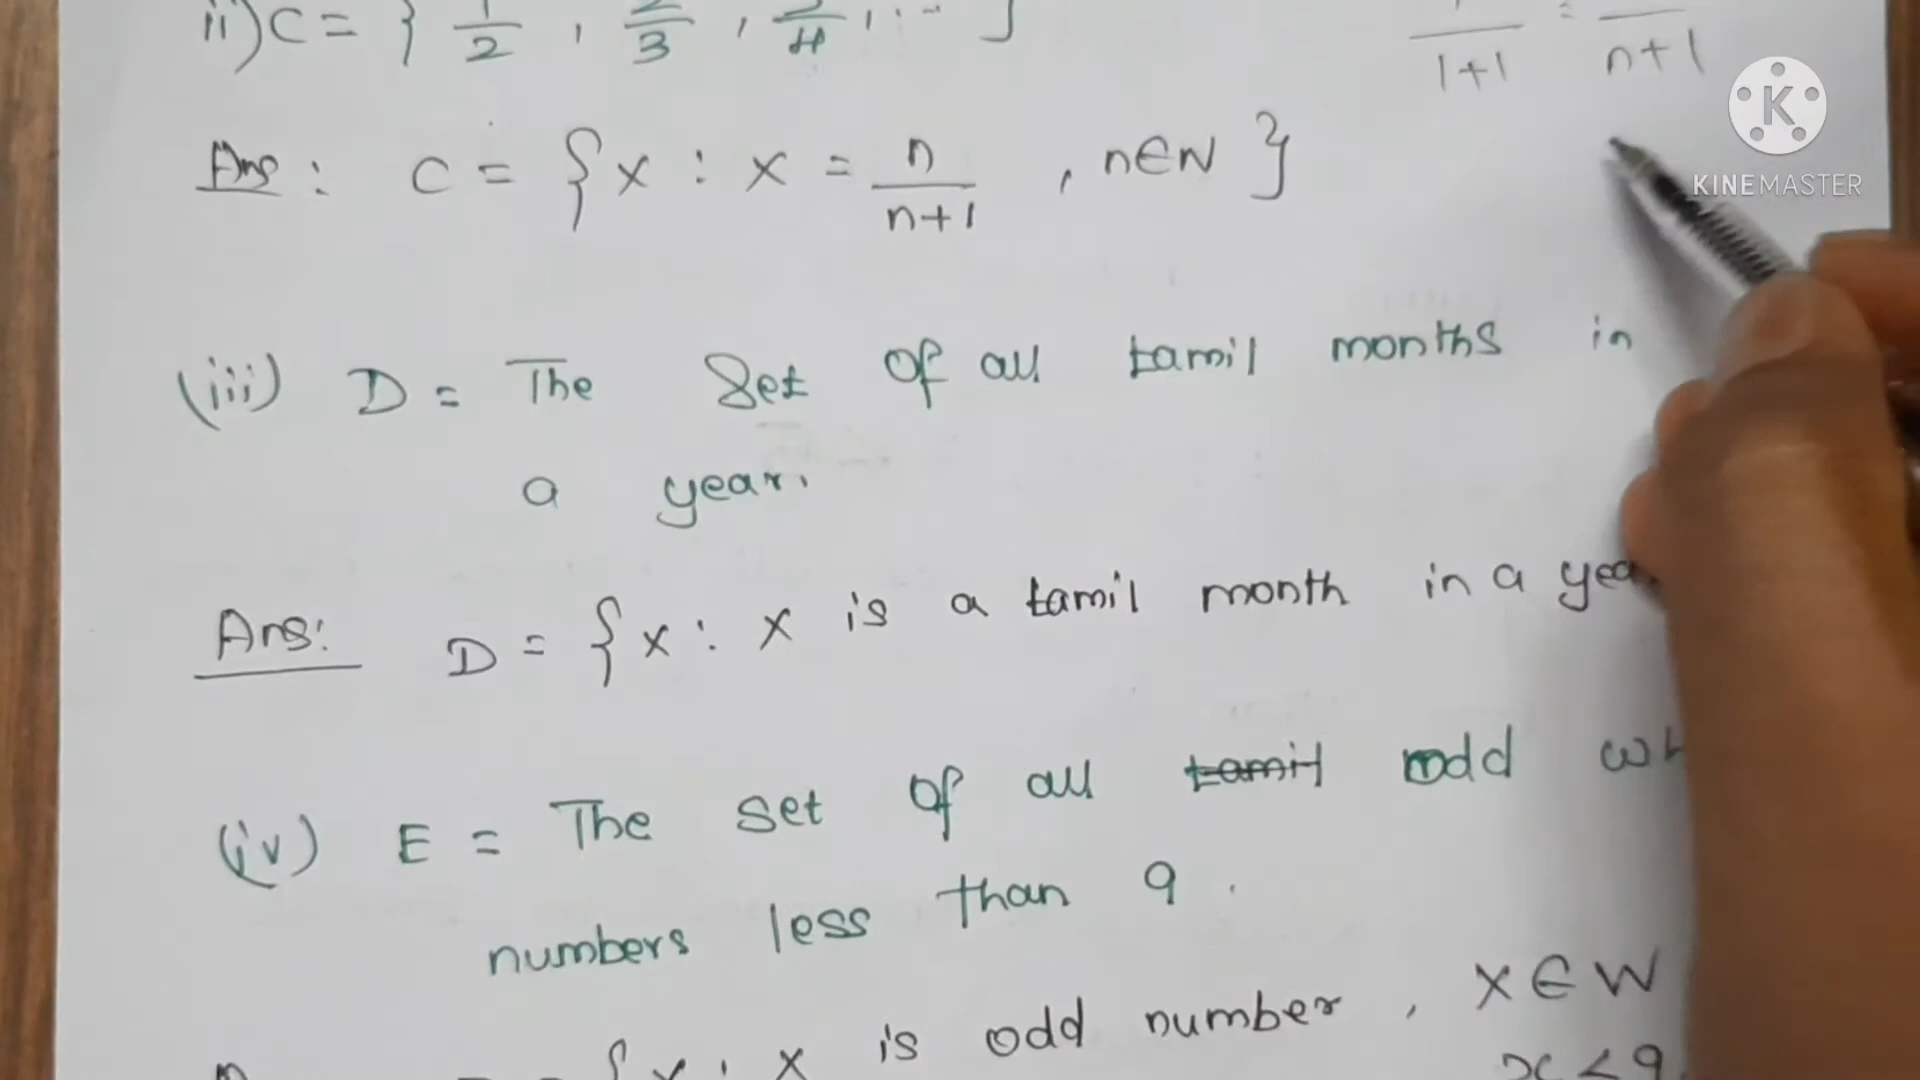 ii) C = { 1/2 , 2/3 , 3/4 , ... }
1+1 = n+1
Ans : C = { x : x = n/n+1 , n∈N }
KINEMASTER
(iii) D = The Set of all tamil months in
a year.
Ans: D = { x : x is a tamil month in a yea
(iv) E = The set of all tamil odd wh
numbers less than 9 .
{ x : x is odd number , x∈W
x < 9